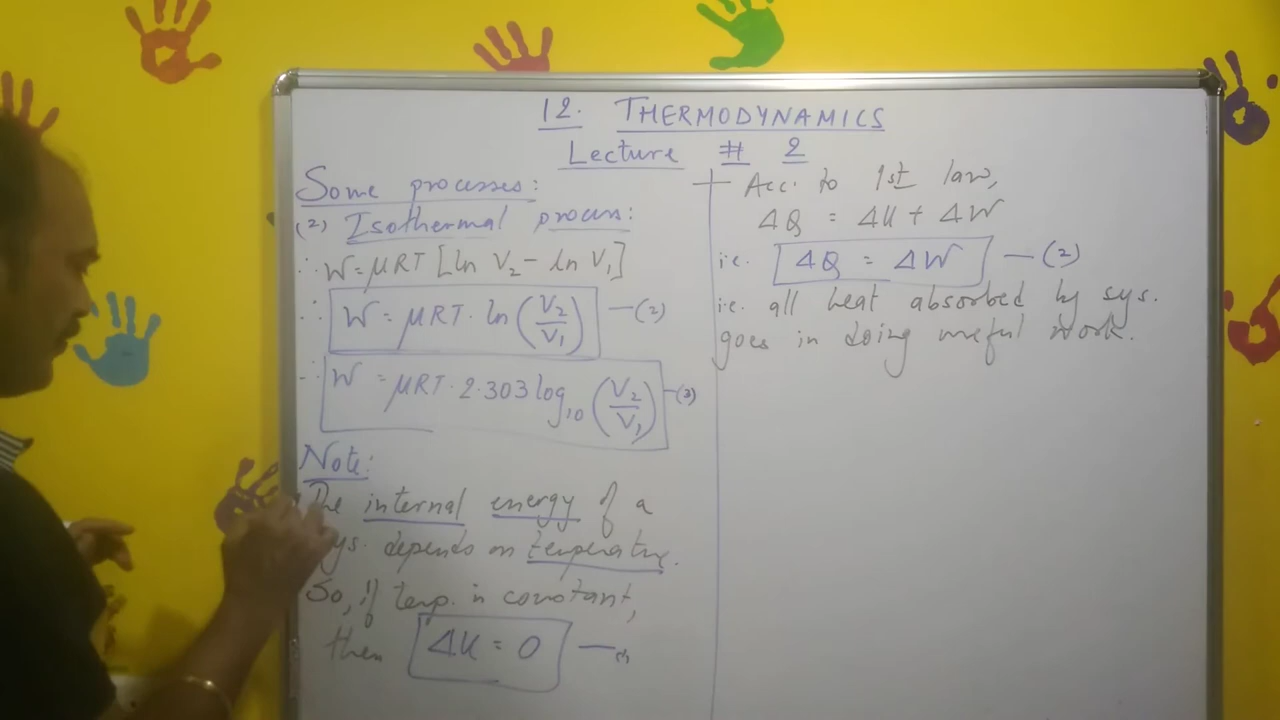 12. THERMODYNAMICS
Lecture # 2
Some processes:
(2) Isothermal process:
∴ W = μRT [ln V₂ - ln V₁]
∴ W = μRT · ln (V₂/V₁) —(2)
∴ W = μRT · 2.303 log₁₀ (V₂/V₁) —(3)
Note:
The internal energy of a
sys. depends on temperature.
So, if temp. is constant,
then ΔU = 0
Acc. to 1st law,
ΔQ = ΔU + ΔW
i.e. ΔQ = ΔW —(2)
i.e. all heat absorbed by sys.
goes in doing useful work.